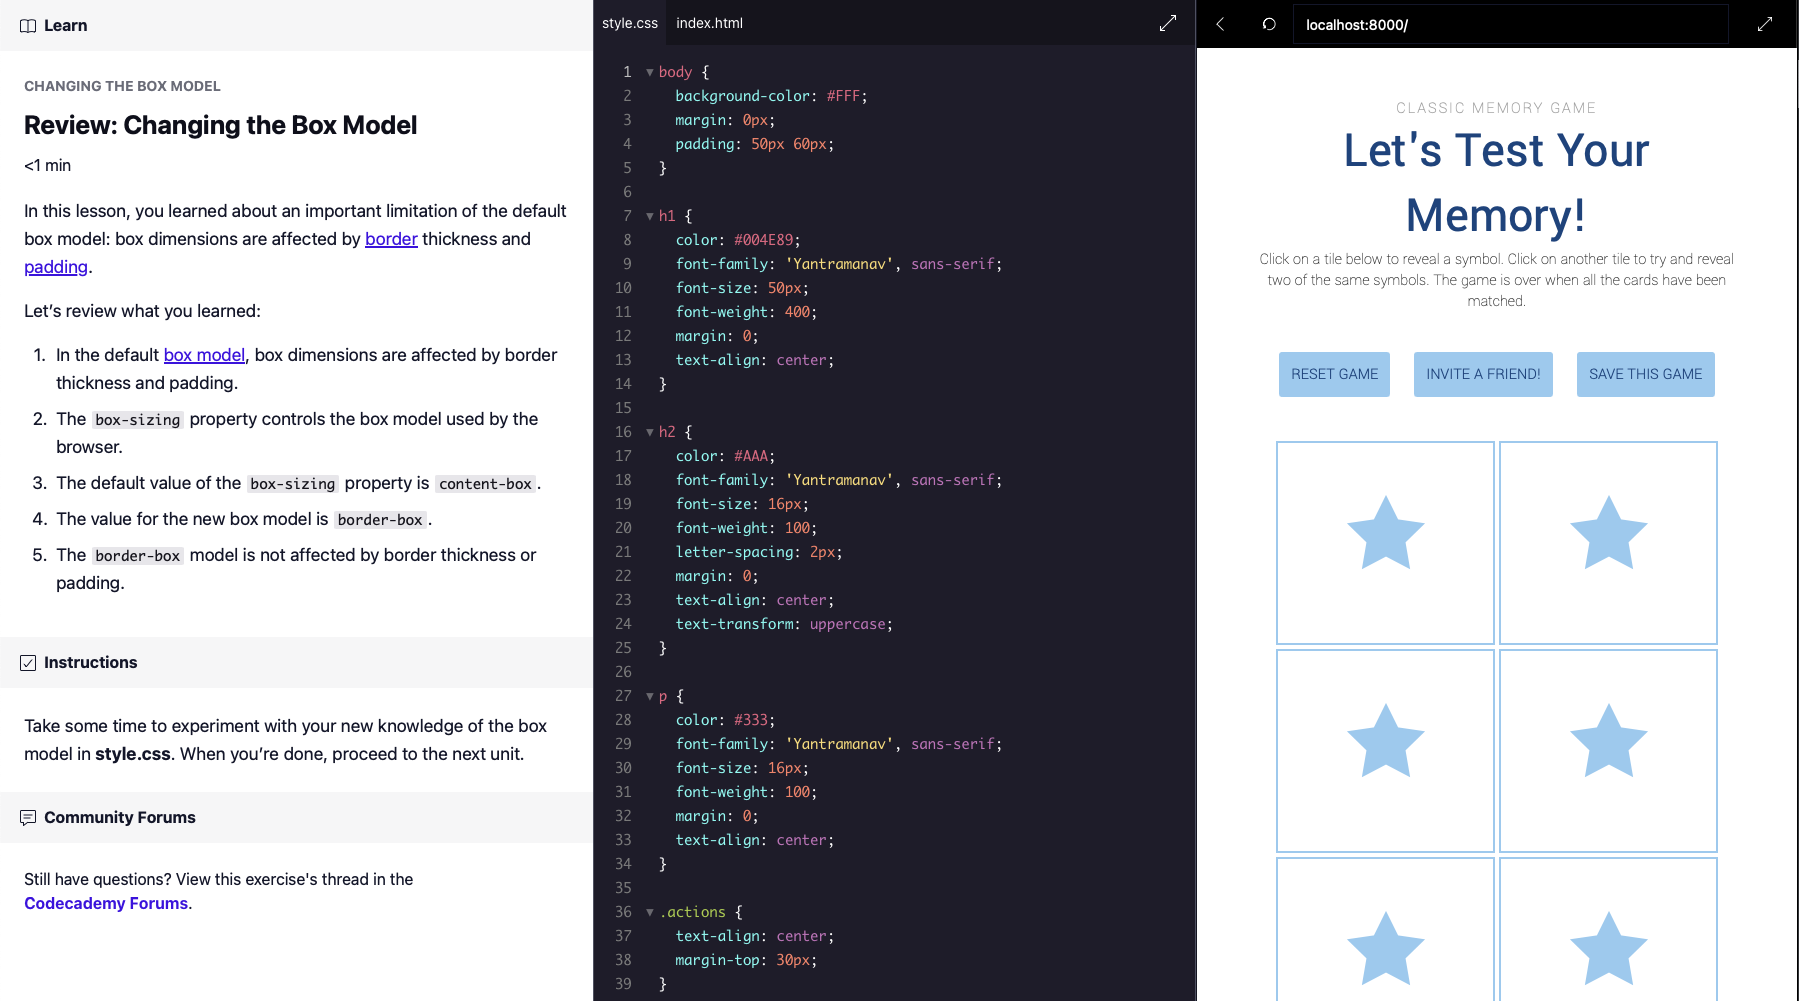 Learn
CHANGING THE BOX MODEL
Review: Changing the Box Model
<1 min
In this lesson, you learned about an important limitation of the default
box model: box dimensions are affected by border thickness and
padding.
Let’s review what you learned:
1. In the default box model, box dimensions are affected by border
thickness and padding.
2. The box-sizing property controls the box model used by the
browser.
3. The default value of the box-sizing property is content-box.
4. The value for the new box model is border-box.
5. The border-box model is not affected by border thickness or
padding.
Instructions
Take some time to experiment with your new knowledge of the box
model in style.css. When you’re done, proceed to the next unit.
Community Forums
Still have questions? View this exercise's thread in the
Codecademy Forums.
style.css index.html
1 body {
2 background-color: #FFF;
3 margin: 0px;
4 padding: 50px 60px;
5 }
6
7 h1 {
8 color: #004E89;
9 font-family: 'Yantramanav', sans-serif;
10 font-size: 50px;
11 font-weight: 400;
12 margin: 0;
13 text-align: center;
14 }
15
16 h2 {
17 color: #AAA;
18 font-family: 'Yantramanav', sans-serif;
19 font-size: 16px;
20 font-weight: 100;
21 letter-spacing: 2px;
22 margin: 0;
23 text-align: center;
24 text-transform: uppercase;
25 }
26
27 p {
28 color: #333;
29 font-family: 'Yantramanav', sans-serif;
30 font-size: 16px;
31 font-weight: 100;
32 margin: 0;
33 text-align: center;
34 }
35
36 .actions {
37 text-align: center;
38 margin-top: 30px;
39 }
localhost:8000/
CLASSIC MEMORY GAME
Let's Test Your
Memory!
Click on a tile below to reveal a symbol. Click on another tile to try and reveal
two of the same symbols. The game is over when all the cards have been
matched.
RESET GAME INVITE A FRIEND! SAVE THIS GAME